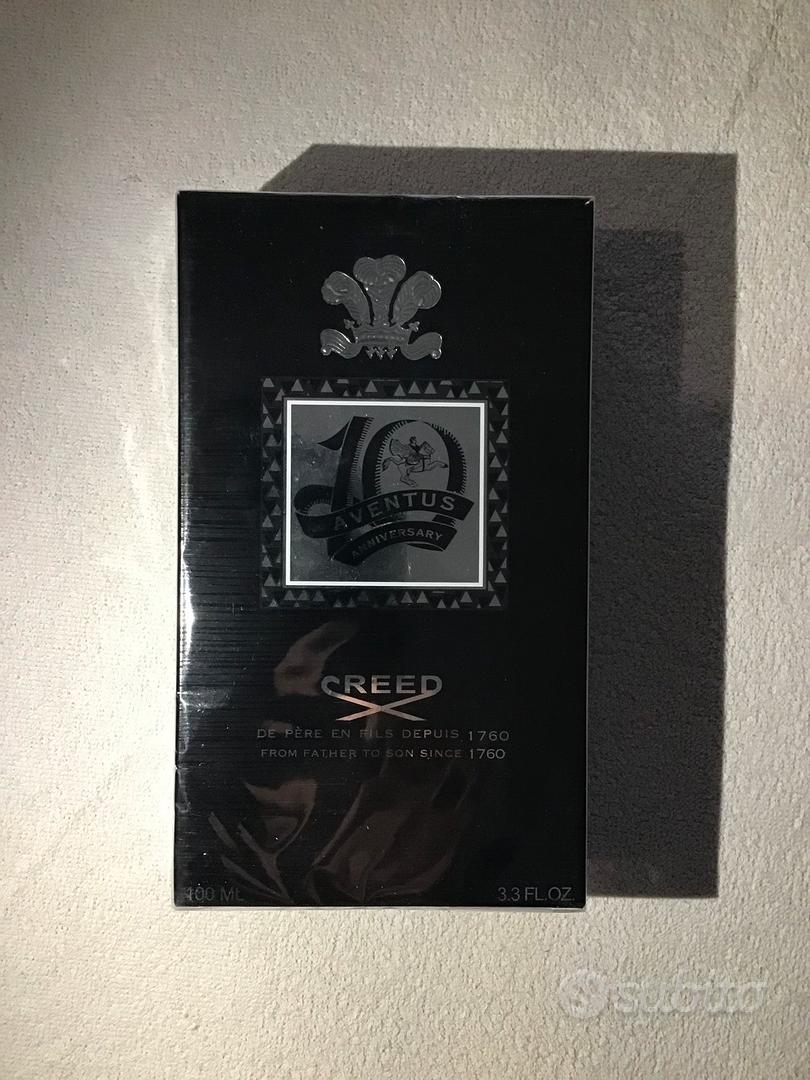 10
AVENTUS
ANNIVERSARY
CREED
DE PÈRE EN FILS DEPUIS 1760
FROM FATHER TO SON SINCE 1760
100 ML 3.3 FL.OZ.
subito